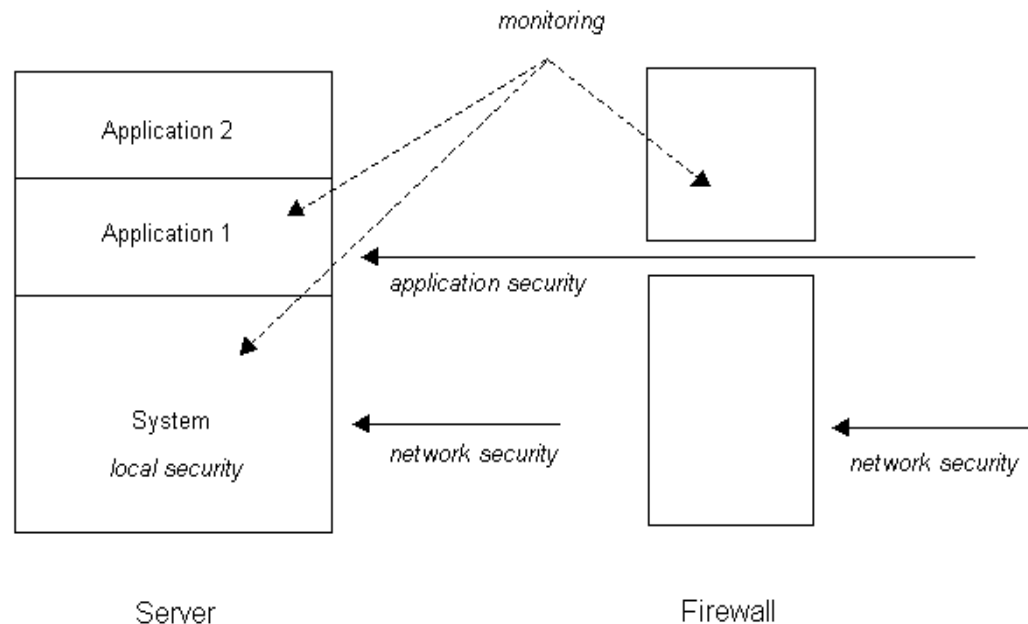 monitoring
Application 2
Application 1
application security
System
local security
network security
network security
Server
Firewall